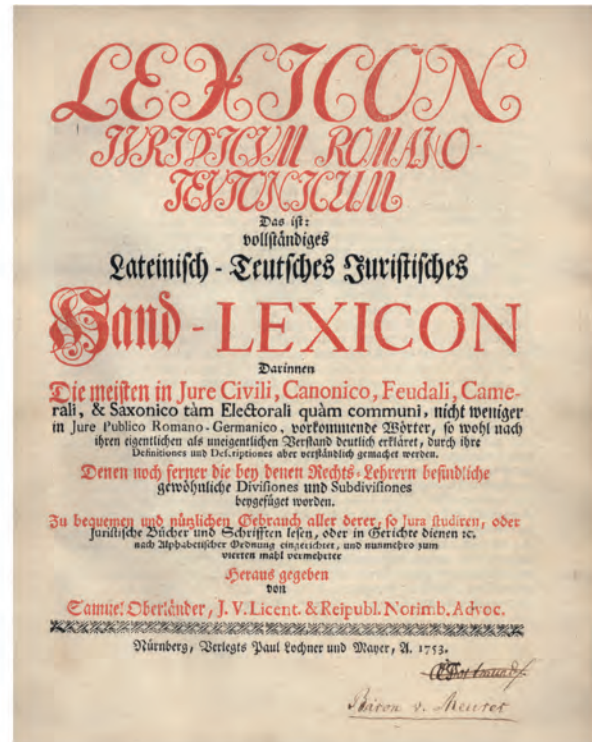 LEXICON
JURIDICUM ROMANO-
TEUTONICUM
Das ist:
vollständiges
Lateinisch - Teutsches Juristisches
Hand - LEXICON
Darinnen
Die meisten in Jure Civili, Canonico, Feudali, Came-
rali, & Saxonico tàm Electorali quàm communi, nicht weniger
in Jure Publico Romano-Germanico, vorkommende Wörter, so wohl nach
ihren eigentlichen als uneigentlichen Verstand deutlich erkläret, durch ihre
Definitiones und Descriptiones aber verständlich gemachet werden.
Denen noch ferner die bey denen Rechts-Lehrern befindliche
gewöhnliche Divisiones und Subdivisiones
beygefüget worden.
Zu bequemen und nützlichen Gebrauch aller derer, so Jura studiren, oder
Juristische Bücher und Schrifften lesen, oder in Gerichte dienen ꝛc.
nach Alphabetischer Ordnung eingerichtet, und nunmehro zum
vierten mahl vermehrter
Heraus gegeben
von
Samuel Oberländer, J. V. Licent. & Reipubl. Norimb. Advoc.
Nürnberg, Verlegts Paul Lochner und Mayer, A. 1753.
Baron v. Meurer